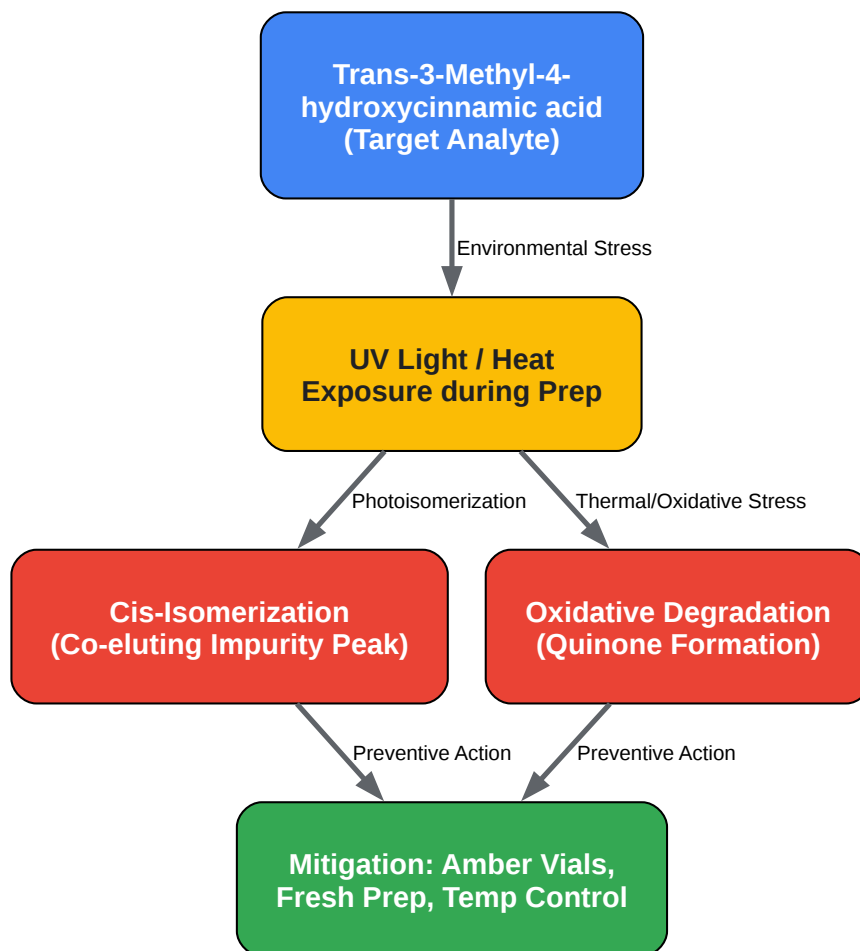 Trans-3-Methyl-4-
hydroxycinnamic acid
(Target Analyte)
Environmental Stress
UV Light / Heat
Exposure during Prep
Photoisomerization
Thermal/Oxidative Stress
Cis-Isomerization
(Co-eluting Impurity Peak)
Oxidative Degradation
(Quinone Formation)
Preventive Action
Preventive Action
Mitigation: Amber Vials,
Fresh Prep, Temp Control